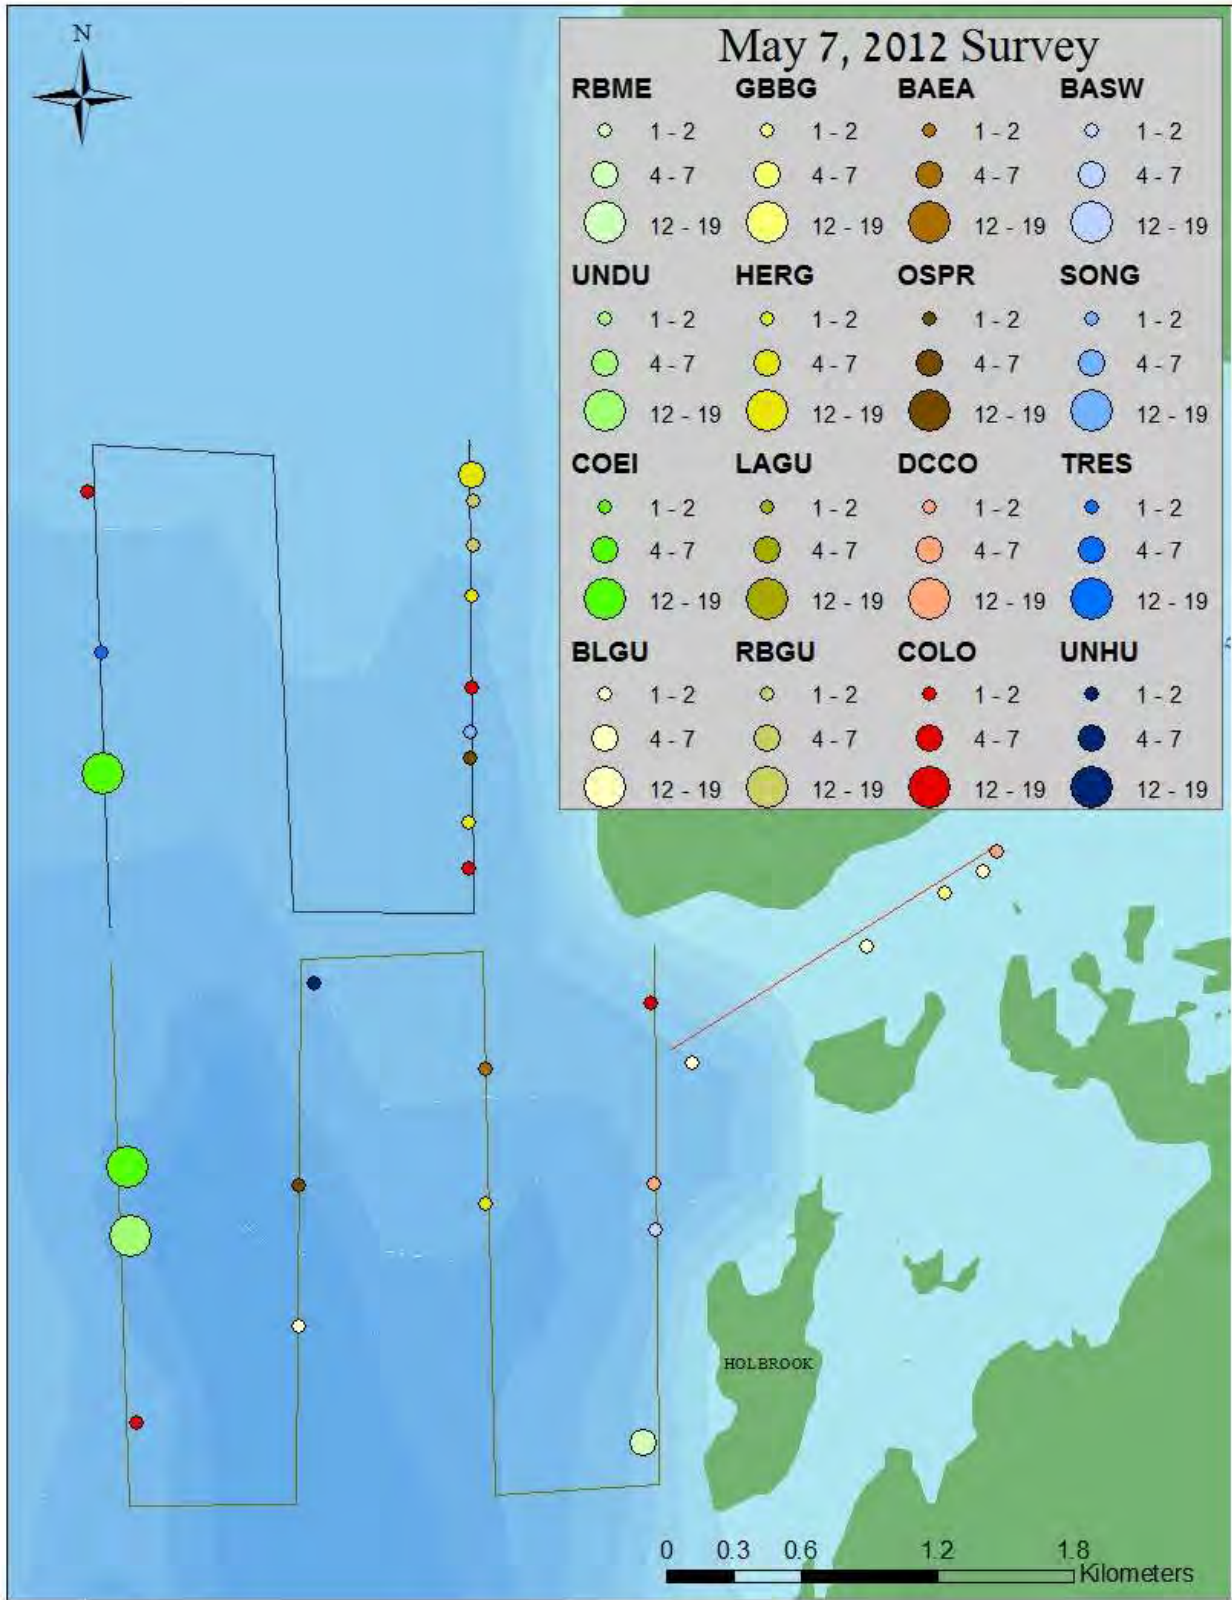 N
May 7, 2012 Survey
RBME GBBG BAEA BASW
1 - 2 1 - 2 1 - 2 1 - 2
4 - 7 4 - 7 4 - 7 4 - 7
12 - 19 12 - 19 12 - 19 12 - 19
UNDU HERG OSPR SONG
1 - 2 1 - 2 1 - 2 1 - 2
4 - 7 4 - 7 4 - 7 4 - 7
12 - 19 12 - 19 12 - 19 12 - 19
COEI LAGU DCCO TRES
1 - 2 1 - 2 1 - 2 1 - 2
4 - 7 4 - 7 4 - 7 4 - 7
12 - 19 12 - 19 12 - 19 12 - 19
BLGU RBGU COLO UNHU
1 - 2 1 - 2 1 - 2 1 - 2
4 - 7 4 - 7 4 - 7 4 - 7
12 - 19 12 - 19 12 - 19 12 - 19
HOLBROOK
0 0.3 0.6 1.2 1.8
Kilometers